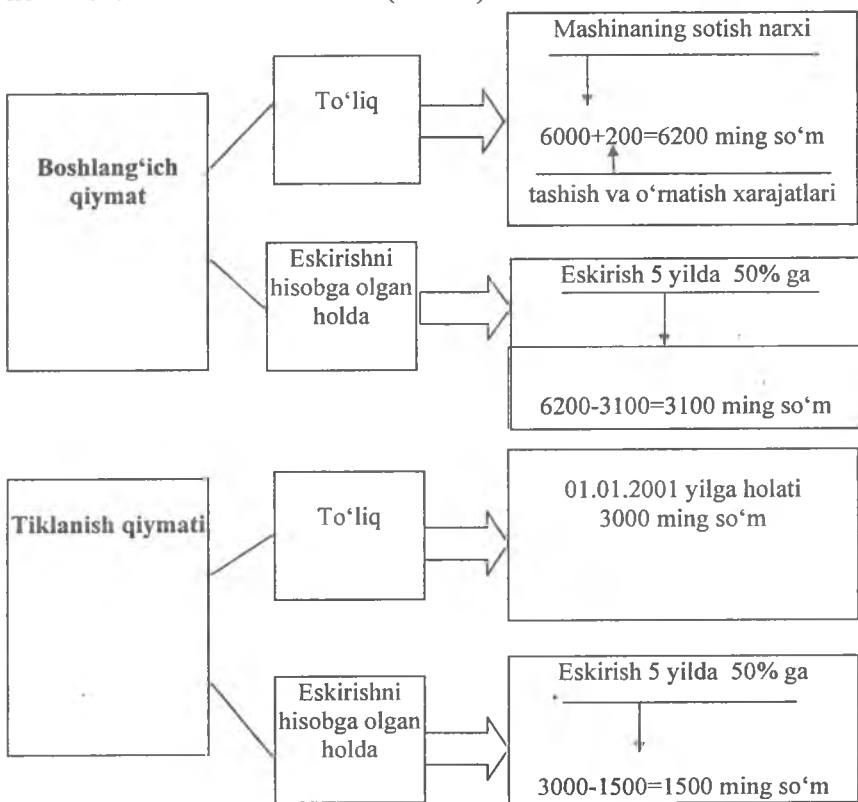 Mashinaning sotish narxi
To‘liq
6000+200=6200 ming so‘m
Boshlang‘ich
qiymat
tashish va o‘rnatish xarajatlari
Eskirishni
hisobga olgan
holda
Eskirish 5 yilda 50% ga
6200-3100=3100 ming so‘m
Tiklanish qiymati
To‘liq
01.01.2001 yilga holati
3000 ming so‘m
Eskirishni
hisobga olgan
holda
Eskirish 5 yilda 50% ga
3000-1500=1500 ming so‘m